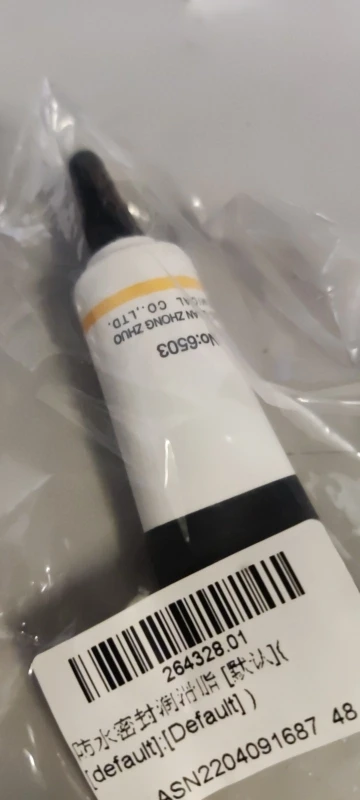 AN ZHONG ZHUO
CAL CO.,LTD.
No:6503
264328.01
防水密封润滑脂 [默认](
[default]:[Default] )
ASN2204091687 48